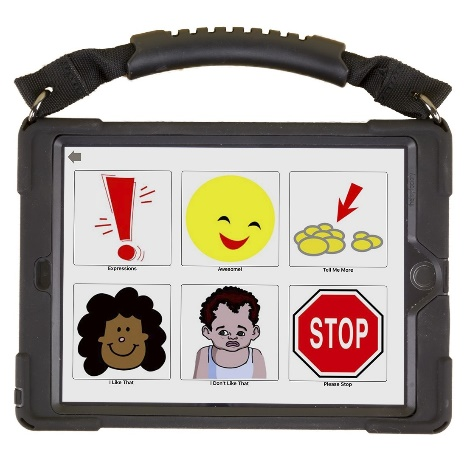 Expressions
Awesome!
Tell Me More
STOP
I Like That
I Don't Like That
Please Stop